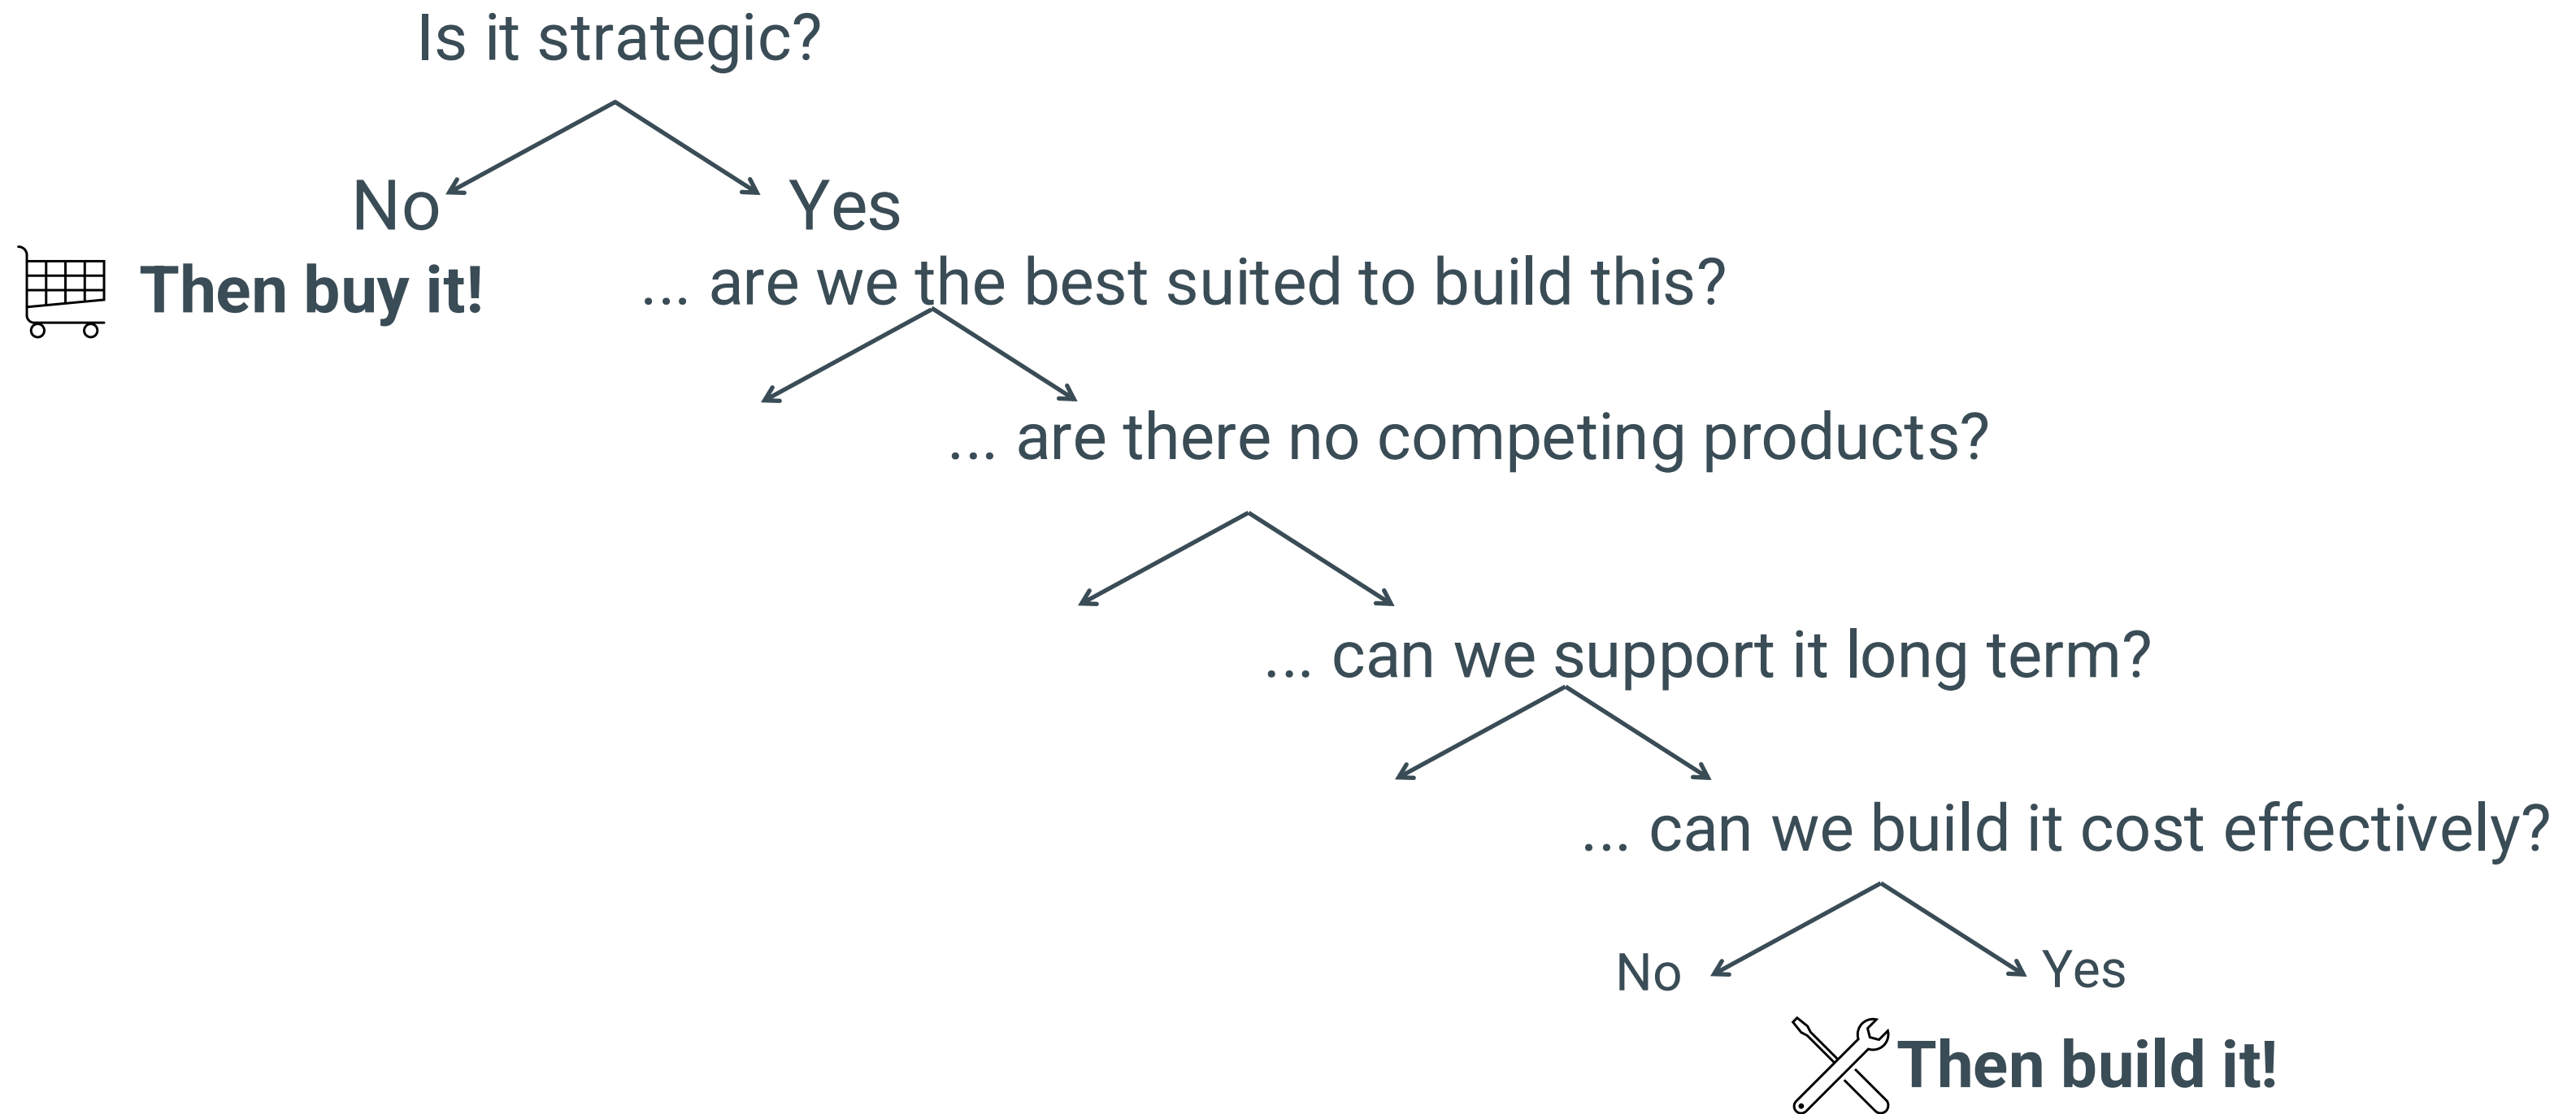 Is it strategic?
No
Yes
Then buy it!
... are we the best suited to build this?
... are there no competing products?
... can we support it long term?
... can we build it cost effectively?
No
Yes
Then build it!